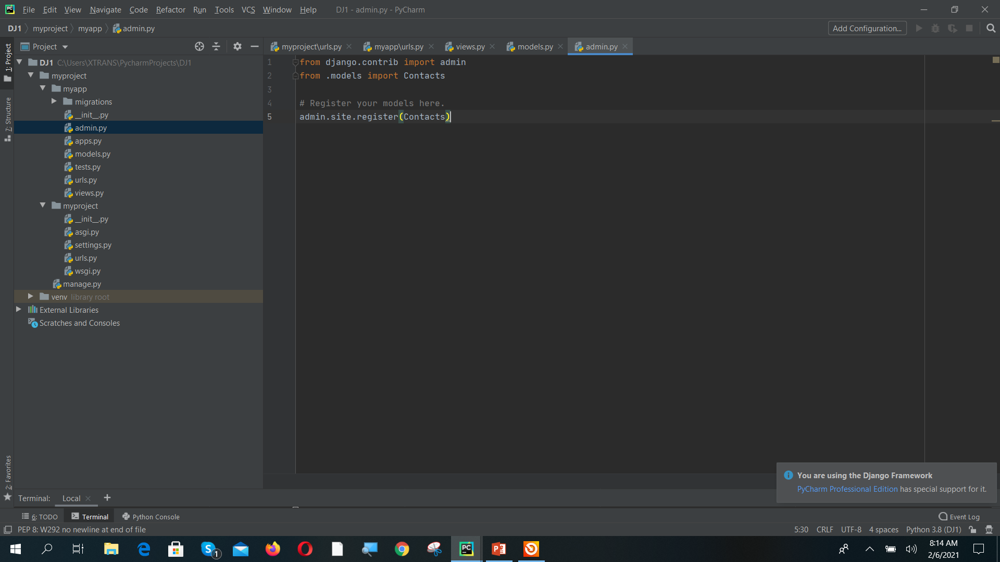 PC File Edit View Navigate Code Refactor Run Tools VCS Window Help DJ1 - admin.py - PyCharm
DJ1 myproject myapp admin.py Add Configuration...
1: Project
7: Structure
2: Favorites
Project
DJ1 C:\Users\XTRANS\PycharmProjects\DJ1
myproject
myapp
migrations
__init__.py
admin.py
apps.py
models.py
tests.py
urls.py
views.py
myproject
__init__.py
asgi.py
settings.py
urls.py
wsgi.py
manage.py
venv library root
External Libraries
Scratches and Consoles
myproject\urls.py myapp\urls.py views.py models.py admin.py
1 from django.contrib import admin
2 from .models import Contacts
3
4 # Register your models here.
5 admin.site.register(Contacts)
You are using the Django Framework
PyCharm Professional Edition has special support for it.
Terminal: Local +
6: TODO Terminal Python Console Event Log
PEP 8: W292 no newline at end of file 5:30 CRLF UTF-8 4 spaces Python 3.8 (DJ1)
S 1 PC P 8:14 AM
2/6/2021